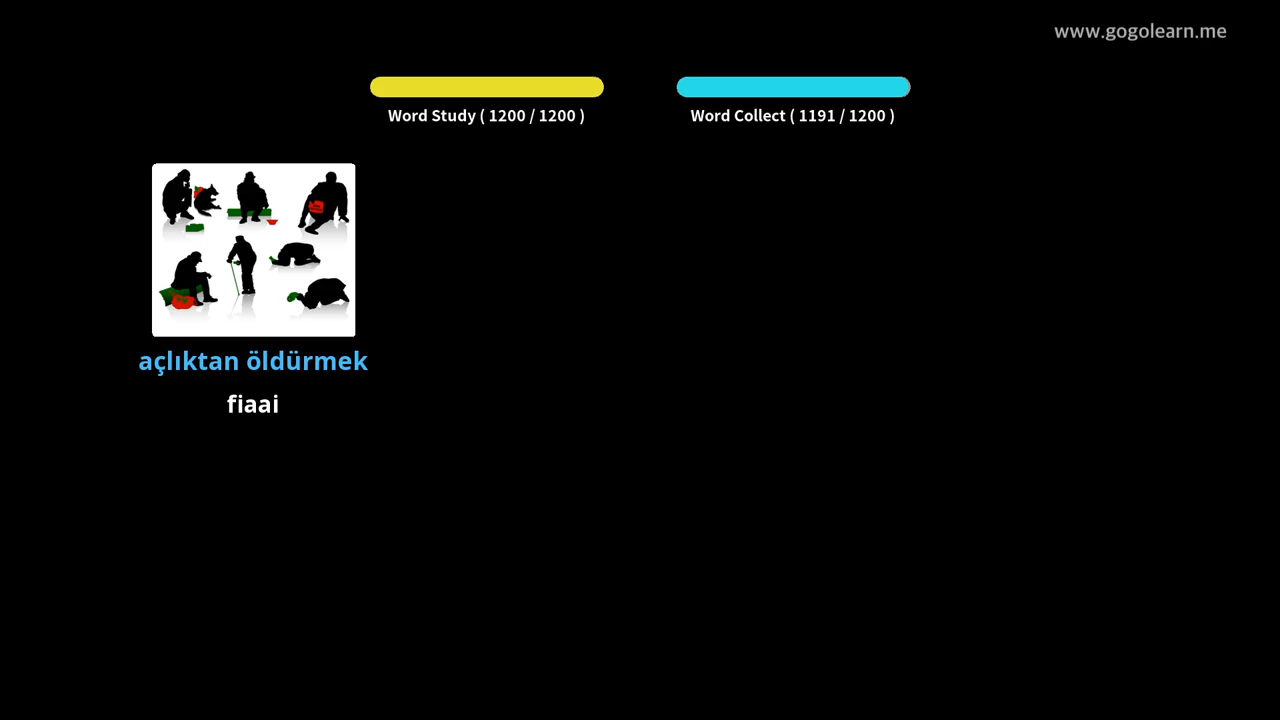 www.gogolearn.me
Word Study ( 1200 / 1200 )
Word Collect ( 1191 / 1200 )
açlıktan öldürmek
fiaai